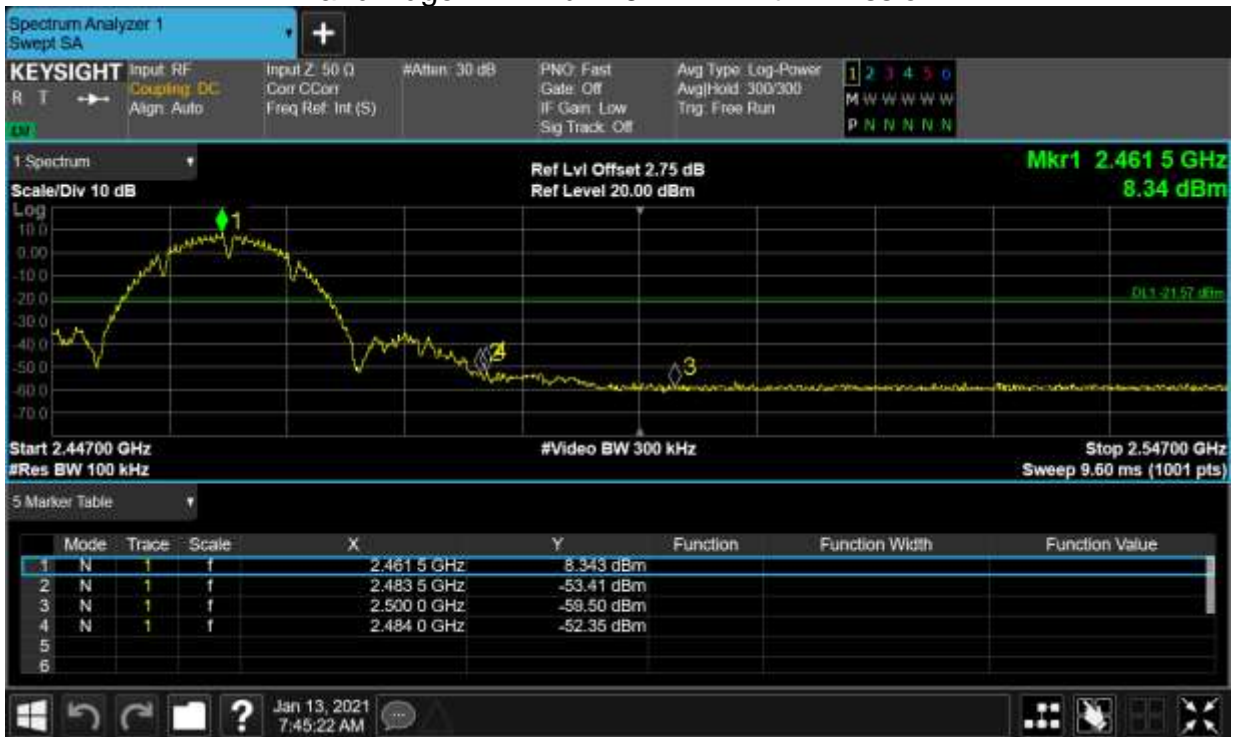 Spectrum Analyzer 1
Swept SA
+
KEYSIGHT Input: RF Input Z: 50 Ω #Atten: 30 dB PNO: Fast Avg Type: Log-Power 1 2 3 4 5 6
R T Coupling: DC Corr CCorr Gate: Off Avg|Hold: 300/300 M W W W W W
Align: Auto Freq Ref: Int (S) IF Gain: Low Trig: Free Run
Sig Track: Off P N N N N N
1 Spectrum Ref Lvl Offset 2.75 dB Mkr1 2.461 5 GHz
Scale/Div 10 dB Ref Level 20.00 dBm 8.34 dBm
Log
1
10.0
0.00
-10.0
-20.0 DL1 -21.57 dBm
-30.0
-40.0
-50.0 3
-60.0
-70.0
Start 2.44700 GHz #Video BW 300 kHz Stop 2.54700 GHz
#Res BW 100 kHz Sweep 9.60 ms (1001 pts)
5 Marker Table
Mode Trace Scale X Y Function Function Width Function Value
1 N 1 f 2.461 5 GHz 8.343 dBm
2 N 1 f 2.483 5 GHz -53.41 dBm
3 N 1 f 2.500 0 GHz -59.50 dBm
4 N 1 f 2.484 0 GHz -52.35 dBm
5
6
? Jan 13, 2021
7:45:22 AM